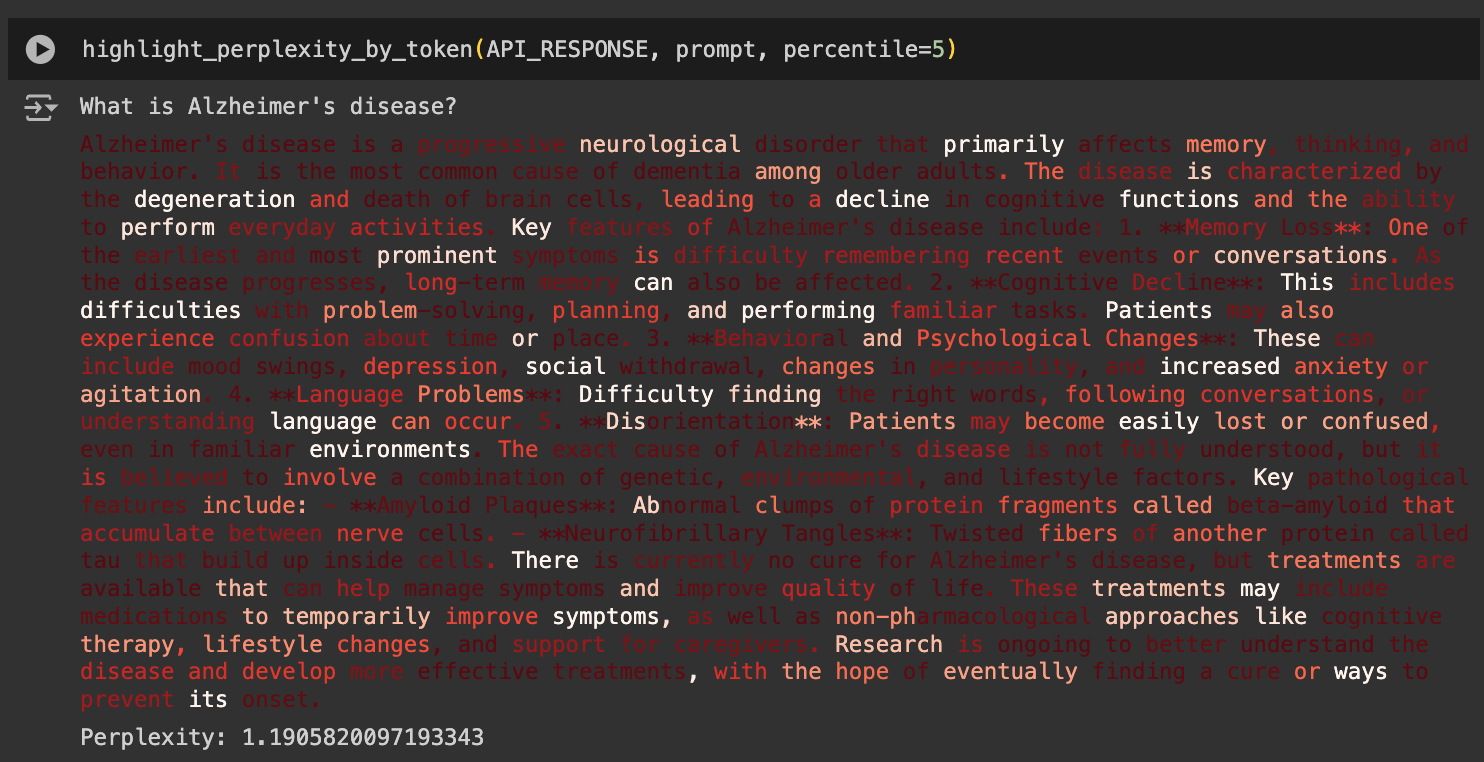 highlight_perplexity_by_token(API_RESPONSE, prompt, percentile=5)
What is Alzheimer's disease?
Alzheimer's disease is a progressive neurological disorder that primarily affects memory, thinking, and
behavior. It is the most common cause of dementia among older adults. The disease is characterized by
the degeneration and death of brain cells, leading to a decline in cognitive functions and the ability
to perform everyday activities. Key features of Alzheimer's disease include: 1. **Memory Loss**: One of
the earliest and most prominent symptoms is difficulty remembering recent events or conversations. As
the disease progresses, long-term memory can also be affected. 2. **Cognitive Decline**: This includes
difficulties with problem-solving, planning, and performing familiar tasks. Patients may also
experience confusion about time or place. 3. **Behavioral and Psychological Changes**: These can
include mood swings, depression, social withdrawal, changes in personality, and increased anxiety or
agitation. 4. **Language Problems**: Difficulty finding the right words, following conversations, or
understanding language can occur. 5. **Disorientation**: Patients may become easily lost or confused,
even in familiar environments. The exact cause of Alzheimer's disease is not fully understood, but it
is believed to involve a combination of genetic, environmental, and lifestyle factors. Key pathological
features include: - **Amyloid Plaques**: Abnormal clumps of protein fragments called beta-amyloid that
accumulate between nerve cells. - **Neurofibrillary Tangles**: Twisted fibers of another protein called
tau that build up inside cells. There is currently no cure for Alzheimer's disease, but treatments are
available that can help manage symptoms and improve quality of life. These treatments may include
medications to temporarily improve symptoms, as well as non-pharmacological approaches like cognitive
therapy, lifestyle changes, and support for caregivers. Research is ongoing to better understand the
disease and develop more effective treatments, with the hope of eventually finding a cure or ways to
prevent its onset.
Perplexity: 1.1905820097193343